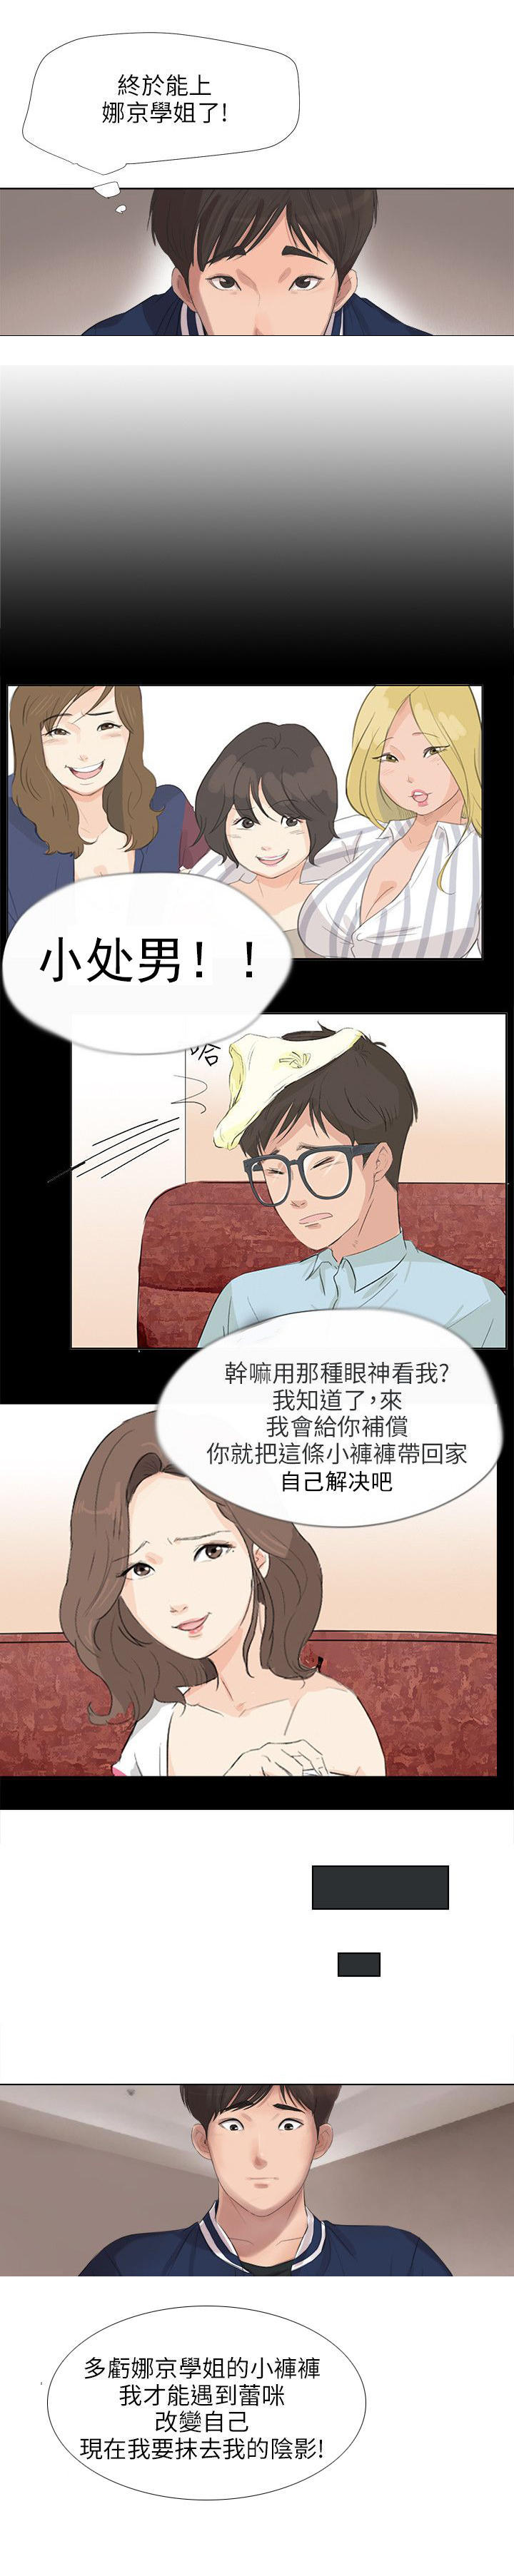 終於能上
娜京學姐了!
小处男！！
哈
幹嘛用那種眼神看我?
我知道了,來
我會給你補償
你就把這條小褲褲帶回家
自己解决吧
多虧娜京學姐的小褲褲
我才能遇到蕾咪
改變自己
現在我要抹去我的陰影!